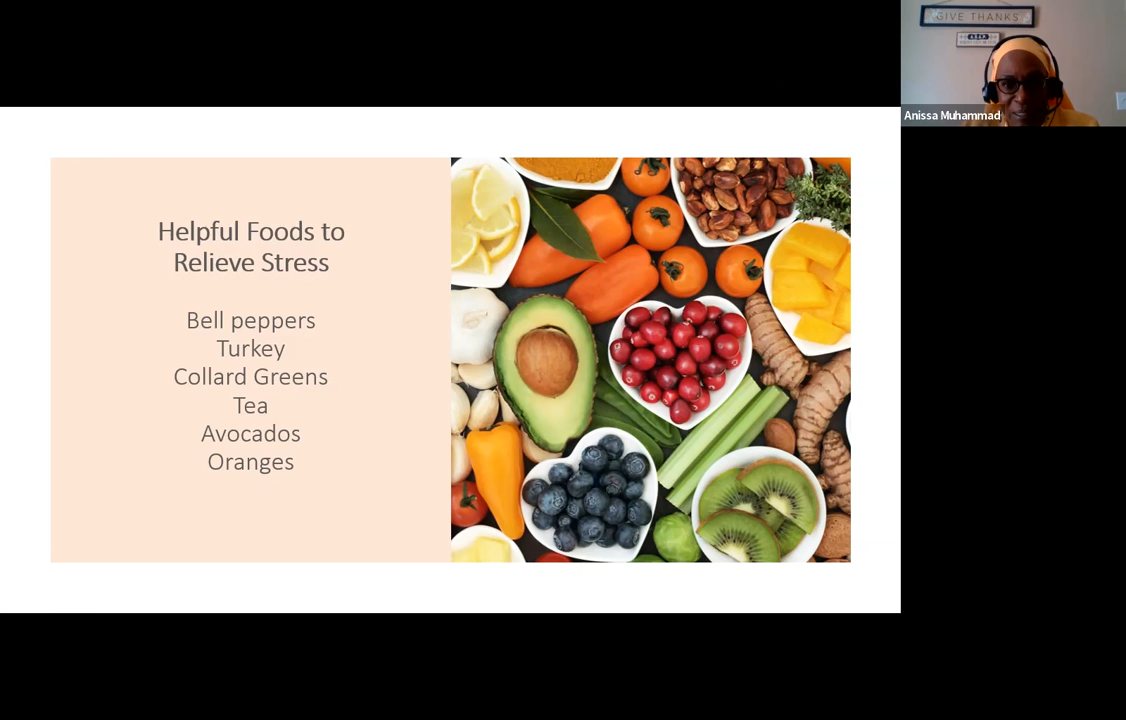 Helpful Foods to
Relieve Stress
Bell peppers
Turkey
Collard Greens
Tea
Avocados
Oranges
GIVE THANKS
Anissa Muhammad